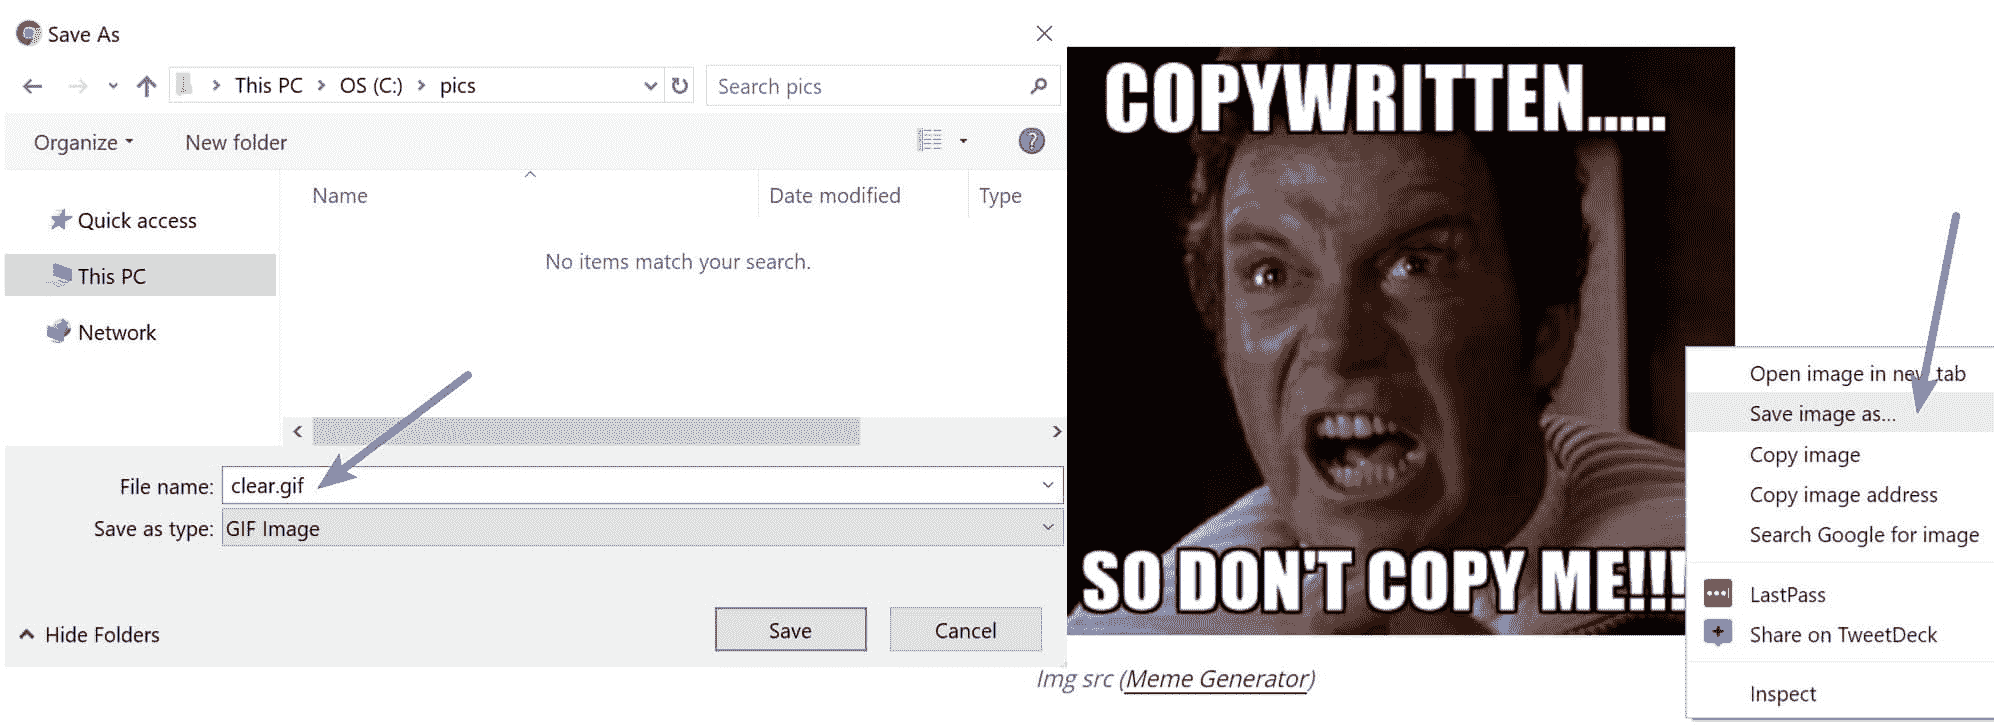 Save As
This PC > OS (C:) > pics
Search pics
Organize
New folder
?
Name
Date modified
Type
Quick access
This PC
Network
No items match your search.
File name: clear.gif
Save as type: GIF Image
Hide Folders
Save
Cancel
COPYWRITTEN.....
SO DON'T COPY ME!!!
Img src (Meme Generator)
Open image in new tab
Save image as...
Copy image
Copy image address
Search Google for image
LastPass
Share on TweetDeck
Inspect